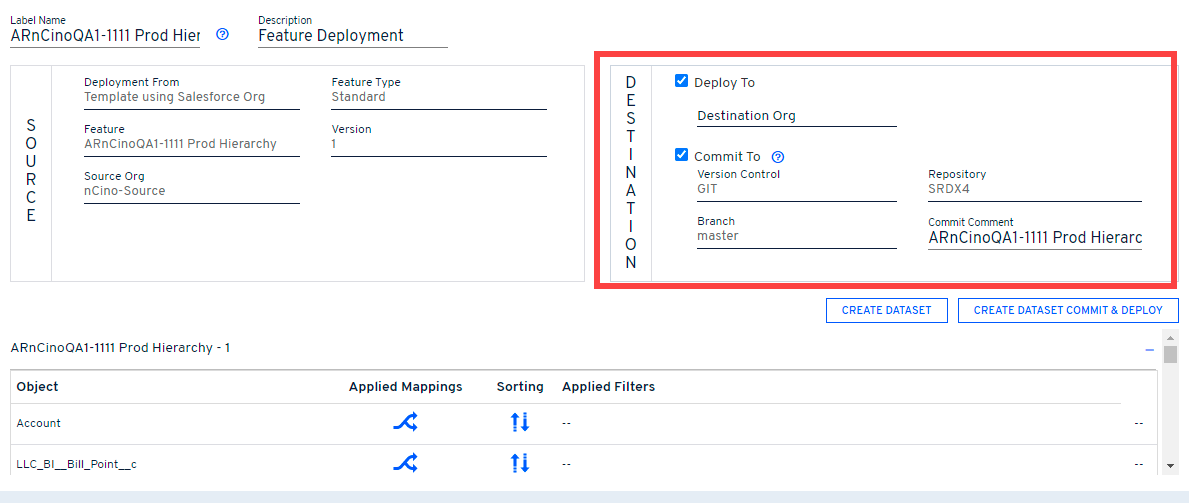 Label Name
ARnCinoQA1-1111 Prod Hier
Description
Feature Deployment
SOURCE
Deployment From
Template using Salesforce Org
Feature Type
Standard
Feature
ARnCinoQA1-1111 Prod Hierarchy
Version
1
Source Org
nCino-Source
DESTINATION
Deploy To
Destination Org
Commit To
Version Control
GIT
Repository
SRDX4
Branch
master
Commit Comment
ARnCinoQA1-1111 Prod Hierarc
CREATE DATASET
CREATE DATASET COMMIT & DEPLOY
ARnCinoQA1-1111 Prod Hierarchy - 1
Object Applied Mappings Sorting Applied Filters
Account -- --
LLC_BI__Bill_Point__c -- --